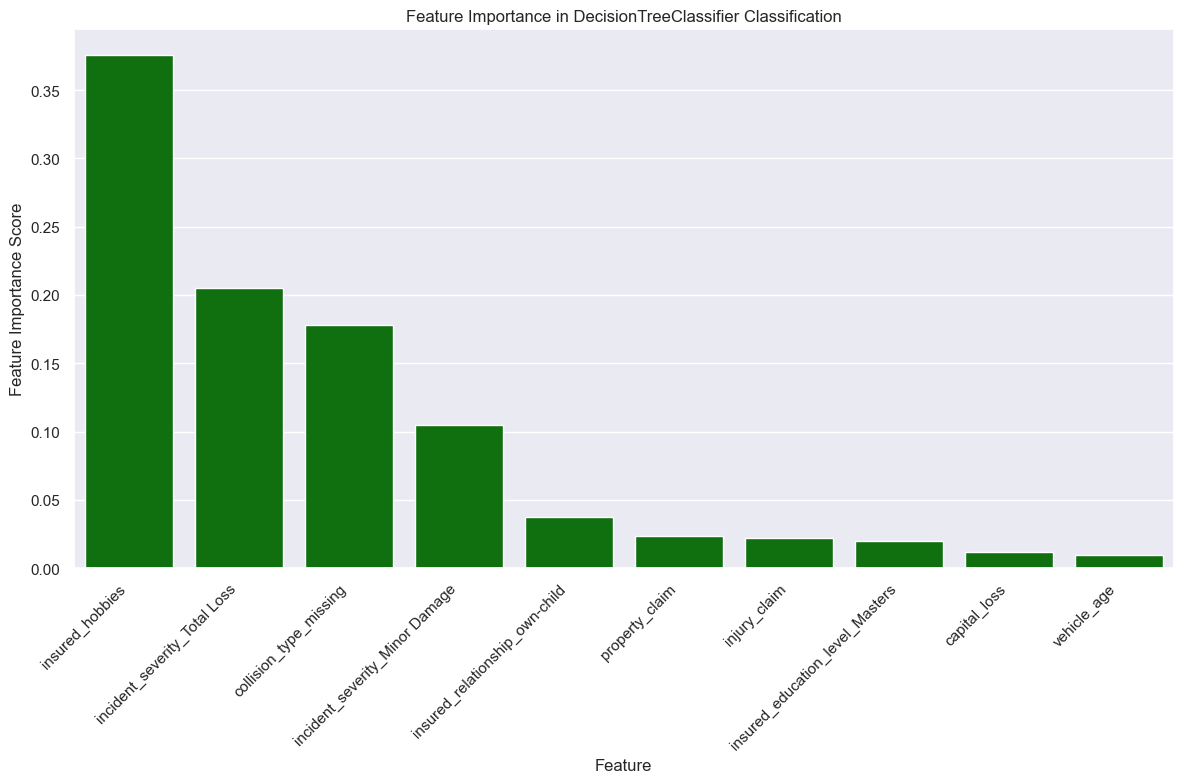 Feature Importance in DecisionTreeClassifier Classification
Feature Importance Score
0.35
0.30
0.25
0.20
0.15
0.10
0.05
0.00
insured_hobbies
incident_severity_Total Loss
collision_type_missing
incident_severity_Minor Damage
insured_relationship_own-child
property_claim
injury_claim
insured_education_level_Masters
capital_loss
vehicle_age
Feature